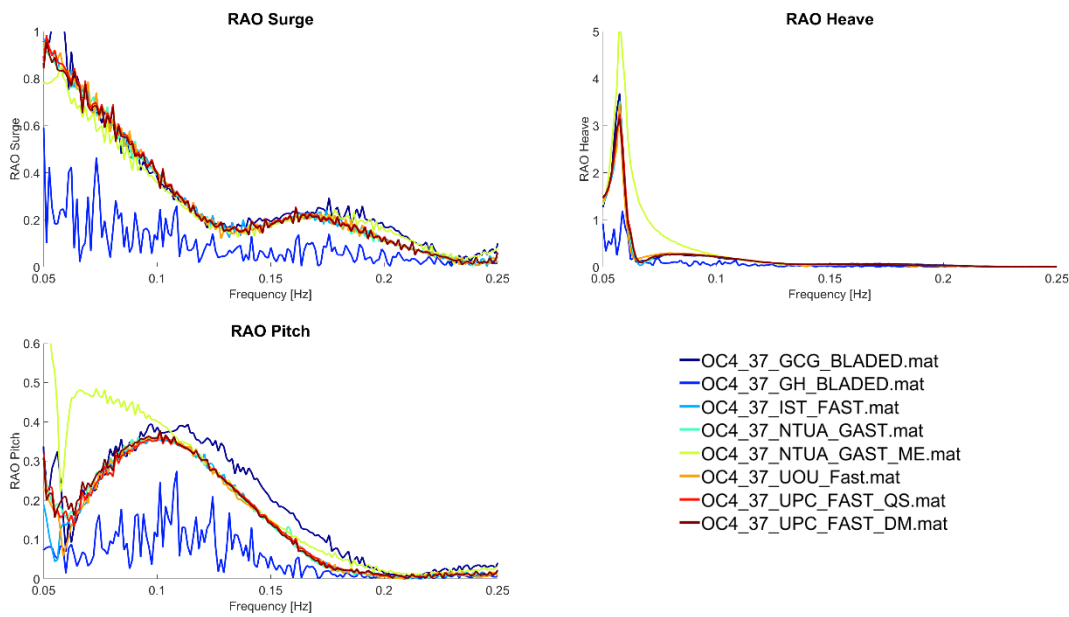 RAO Surge
1
0.8
0.6
0.4
0.2
0
RAO Surge
0.05
0.1
0.15
0.2
0.25
Frequency [Hz]
RAO Heave
5
4
3
2
1
0
RAO Heave
0.05
0.1
0.15
0.2
0.25
Frequency [Hz]
RAO Pitch
0.6
0.5
0.4
0.3
0.2
0.1
0
RAO Pitch
0.05
0.1
0.15
0.2
0.25
Frequency [Hz]
OC4_37_GCG_BLADED.mat
OC4_37_GH_BLADED.mat
OC4_37_IST_FAST.mat
OC4_37_NTUA_GAST.mat
OC4_37_NTUA_GAST_ME.mat
OC4_37_UOU_Fast.mat
OC4_37_UPC_FAST_QS.mat
OC4_37_UPC_FAST_DM.mat